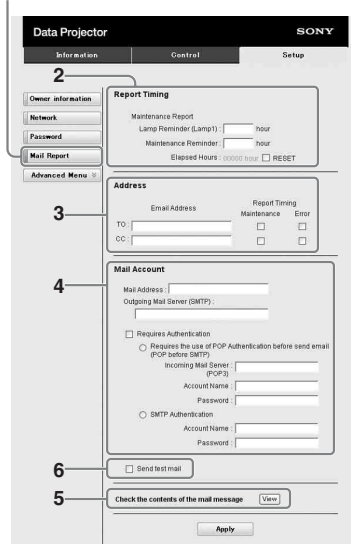 Data Projector
SONY
Information Control Setup
2
Owner information
Network
Password
Mail Report
Advanced Menu
Report Timing
Maintenance Report
Lamp Reminder (Lamp1) : hour
Maintenance Reminder : hour
Elapsed Hours : 00000 hour RESET
3
Address
Email Address Report Timing
Maintenance Error
TO :
CC :
4
Mail Account
Mail Address :
Outgoing Mail Server (SMTP) :
Requires Authentication
Requires the use of POP Authentication before send email
(POP before SMTP)
Incoming Mail Server :
(POP3)
Account Name :
Password :
SMTP Authentication
Account Name :
Password :
6
Send test mail
5
Check the contents of the mail message View
Apply